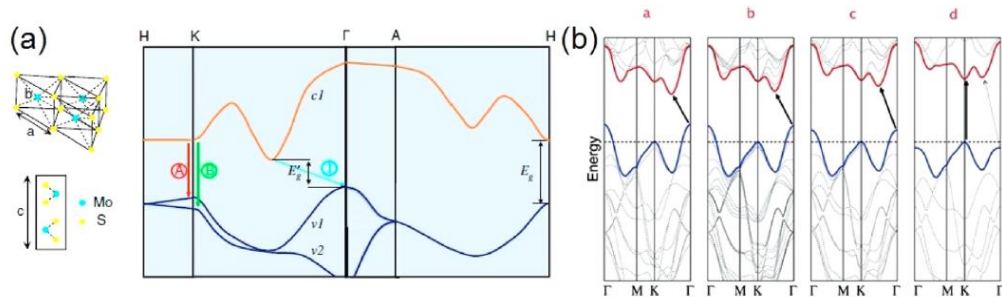 (a)
b
a
c
Mo
S
H K Γ A H
c1
A
B
E'g
I
Eg
v1
v2
(b)
a b c d
Energy
Γ M K Γ Γ M K Γ Γ M K Γ Γ M K Γ